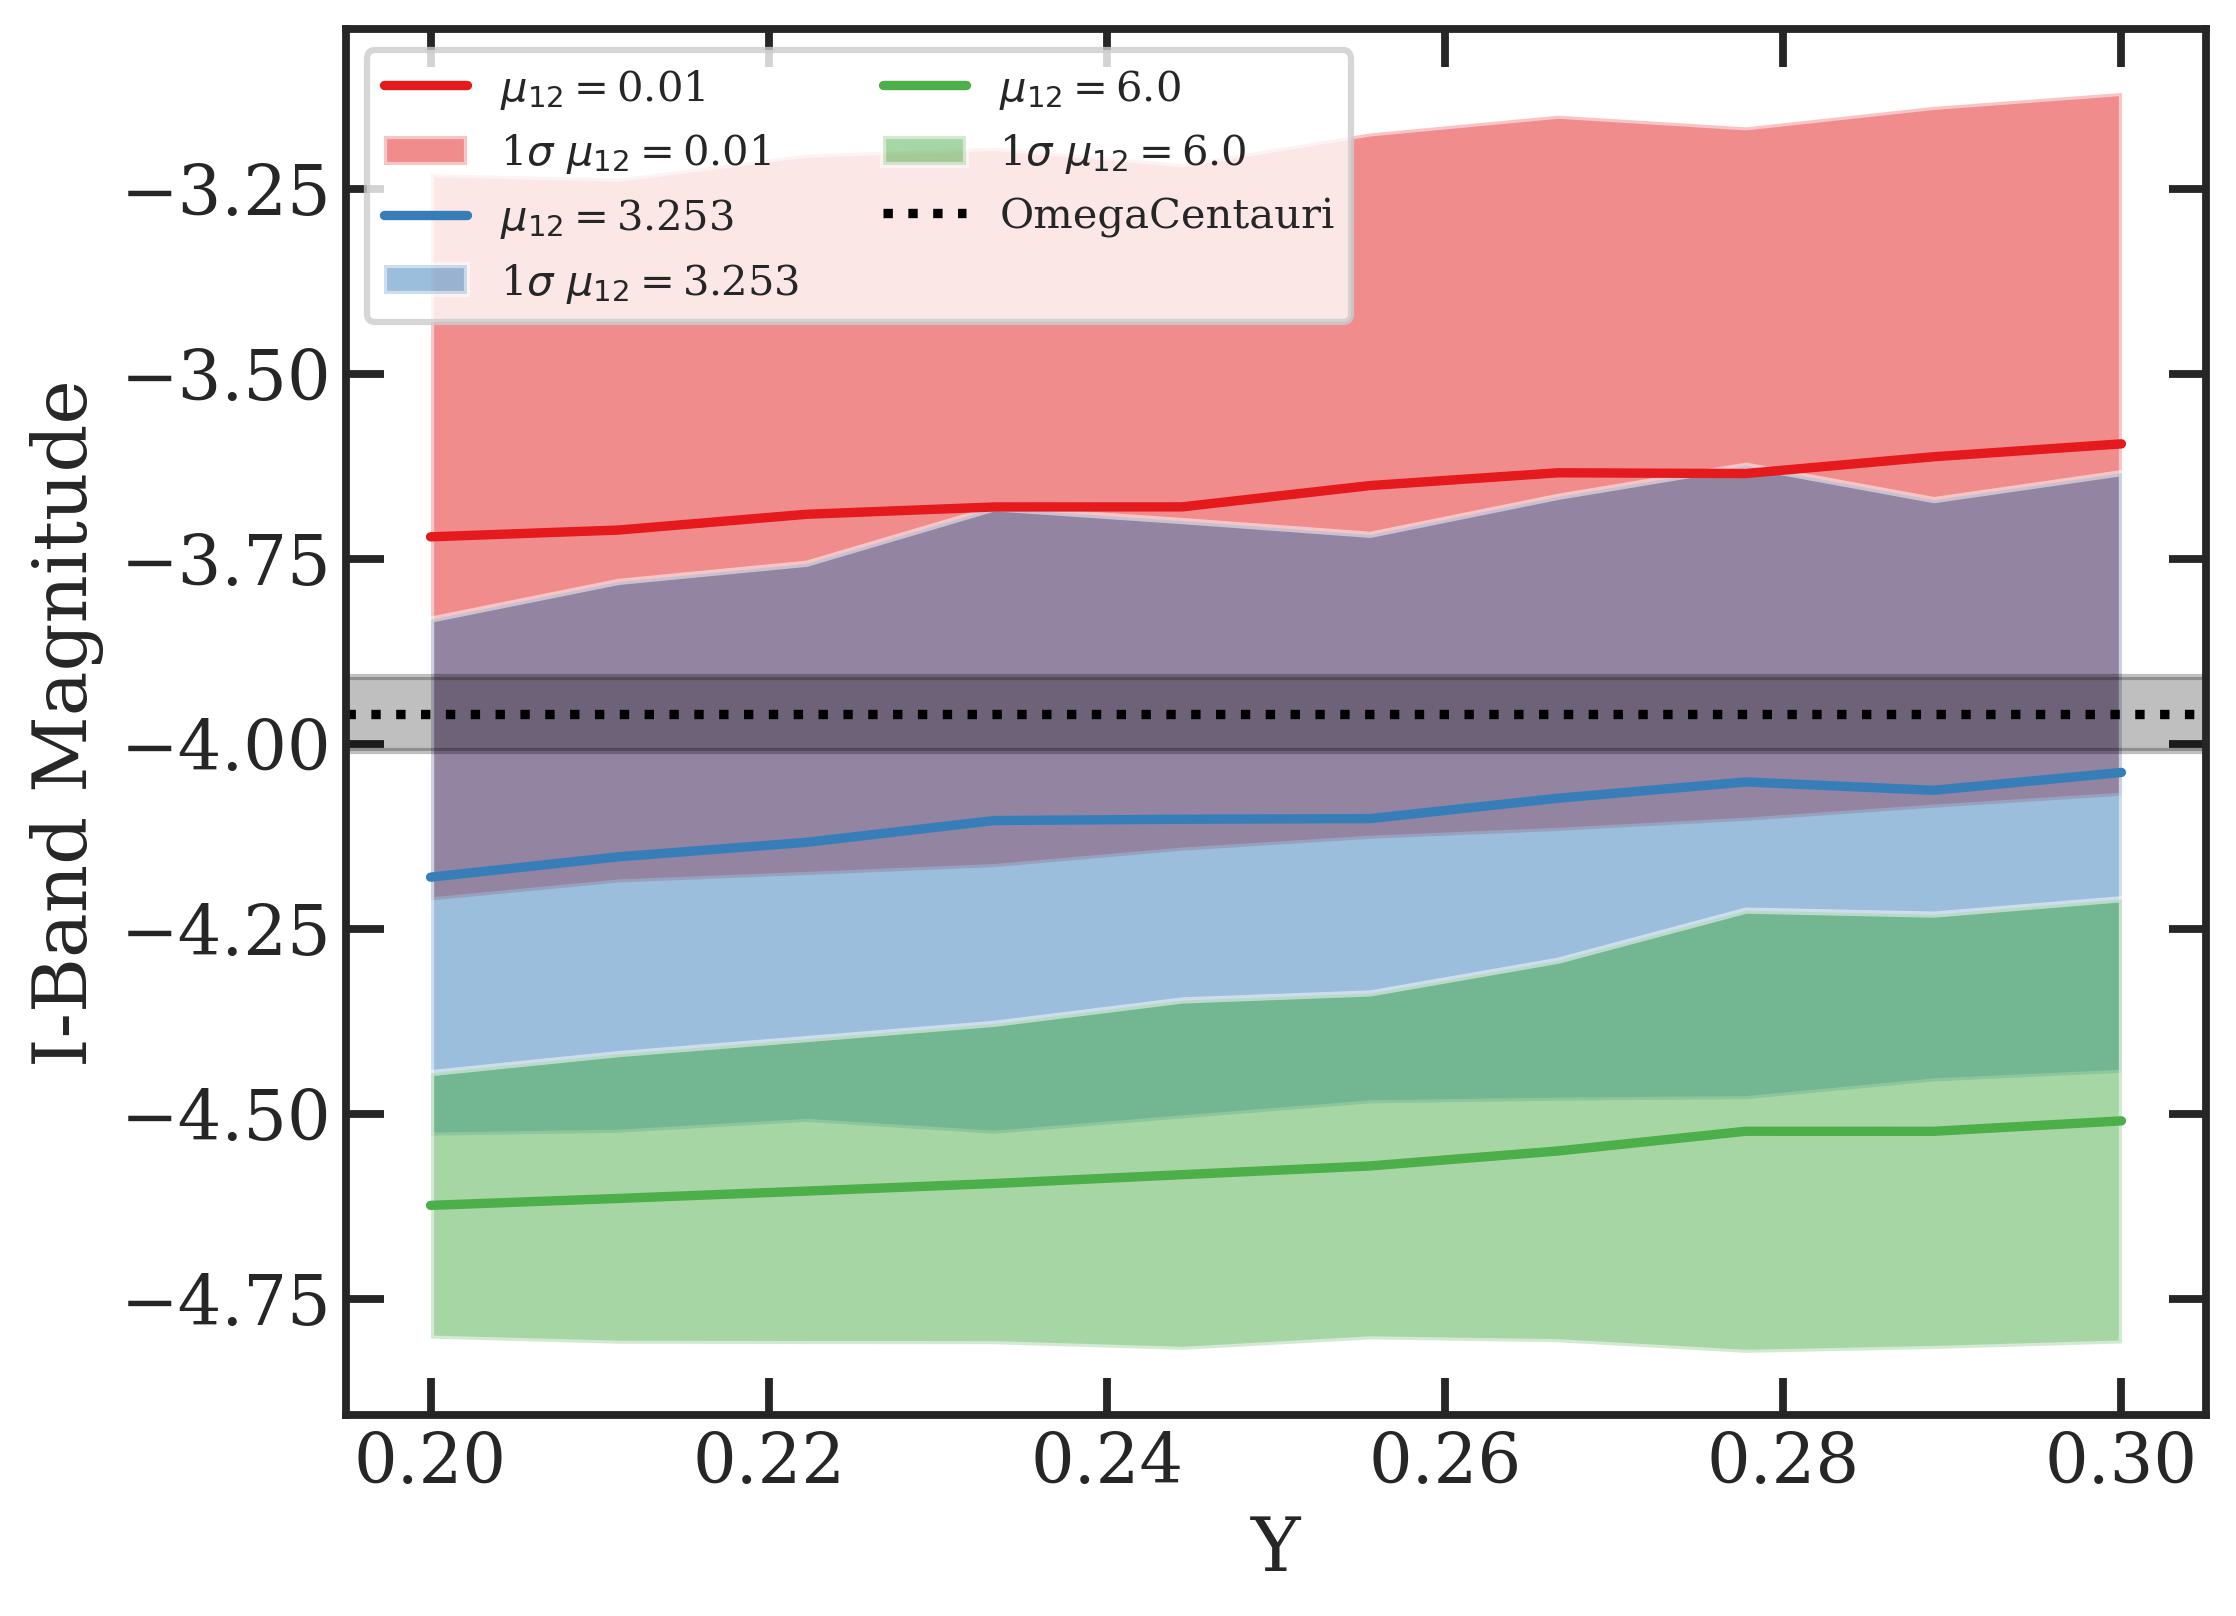 μ₁₂ = 0.01
1σ μ₁₂ = 0.01
μ₁₂ = 3.253
1σ μ₁₂ = 3.253
μ₁₂ = 6.0
1σ μ₁₂ = 6.0
OmegaCentauri
I-Band Magnitude
−3.25
−3.50
−3.75
−4.00
−4.25
−4.50
−4.75
0.20 0.22 0.24 0.26 0.28 0.30
Y